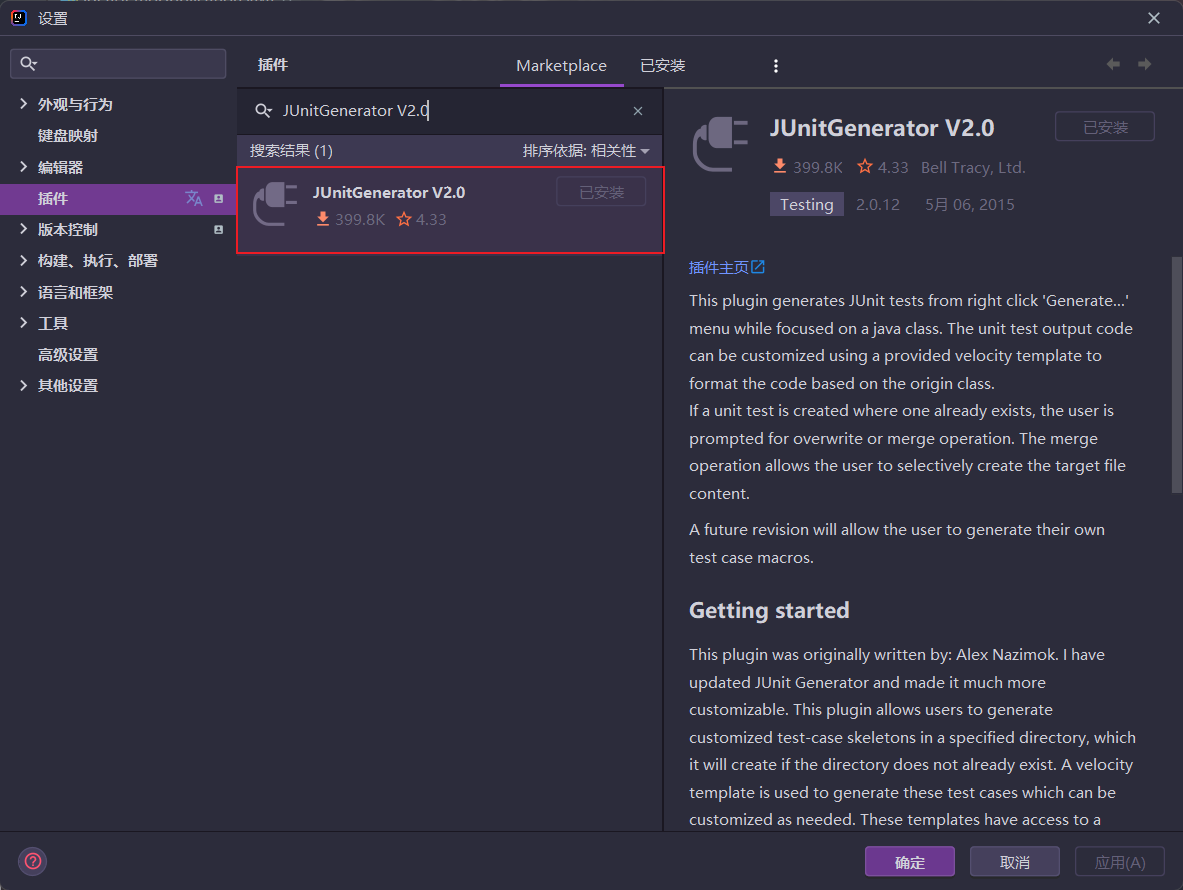 设置
插件
Marketplace
已安装
外观与行为
键盘映射
编辑器
插件
版本控制
构建、执行、部署
语言和框架
工具
高级设置
其他设置
JUnitGenerator V2.0
搜索结果 (1)
排序依据: 相关性
JUnitGenerator V2.0
已安装
399.8K
4.33
JUnitGenerator V2.0
已安装
399.8K 4.33 Bell Tracy, Ltd.
Testing 2.0.12 5月 06, 2015
插件主页
This plugin generates JUnit tests from right click 'Generate...'
menu while focused on a java class. The unit test output code
can be customized using a provided velocity template to
format the code based on the origin class.
If a unit test is created where one already exists, the user is
prompted for overwrite or merge operation. The merge
operation allows the user to selectively create the target file
content.
A future revision will allow the user to generate their own
test case macros.
Getting started
This plugin was originally written by: Alex Nazimok. I have
updated JUnit Generator and made it much more
customizable. This plugin allows users to generate
customized test-case skeletons in a specified directory, which
it will create if the directory does not already exist. A velocity
template is used to generate these test cases which can be
customized as needed. These templates have access to a
确定
取消
应用(A)